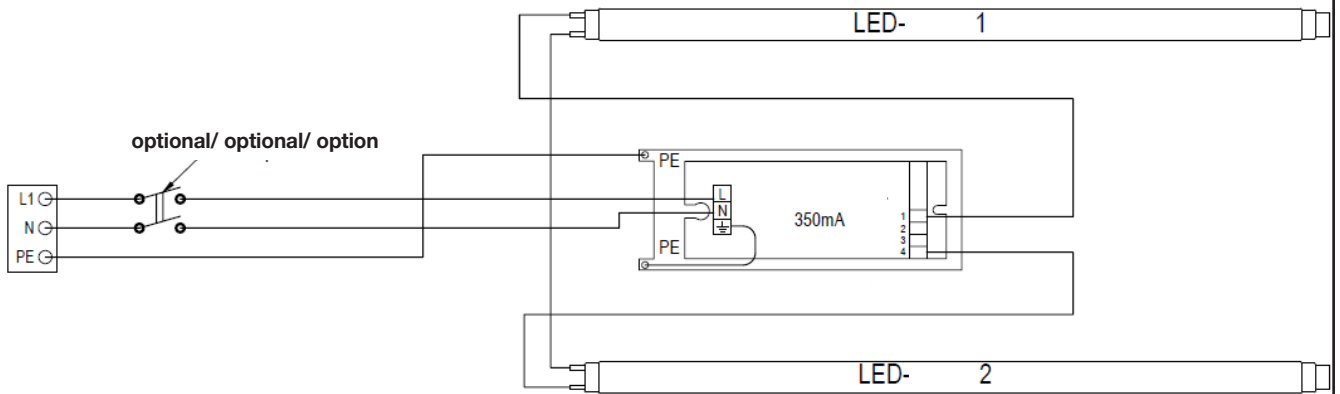 LED- 1
optional/ optional/ option
PE
L1
L
N
N
350mA
1
2
3
4
PE
PE
LED- 2